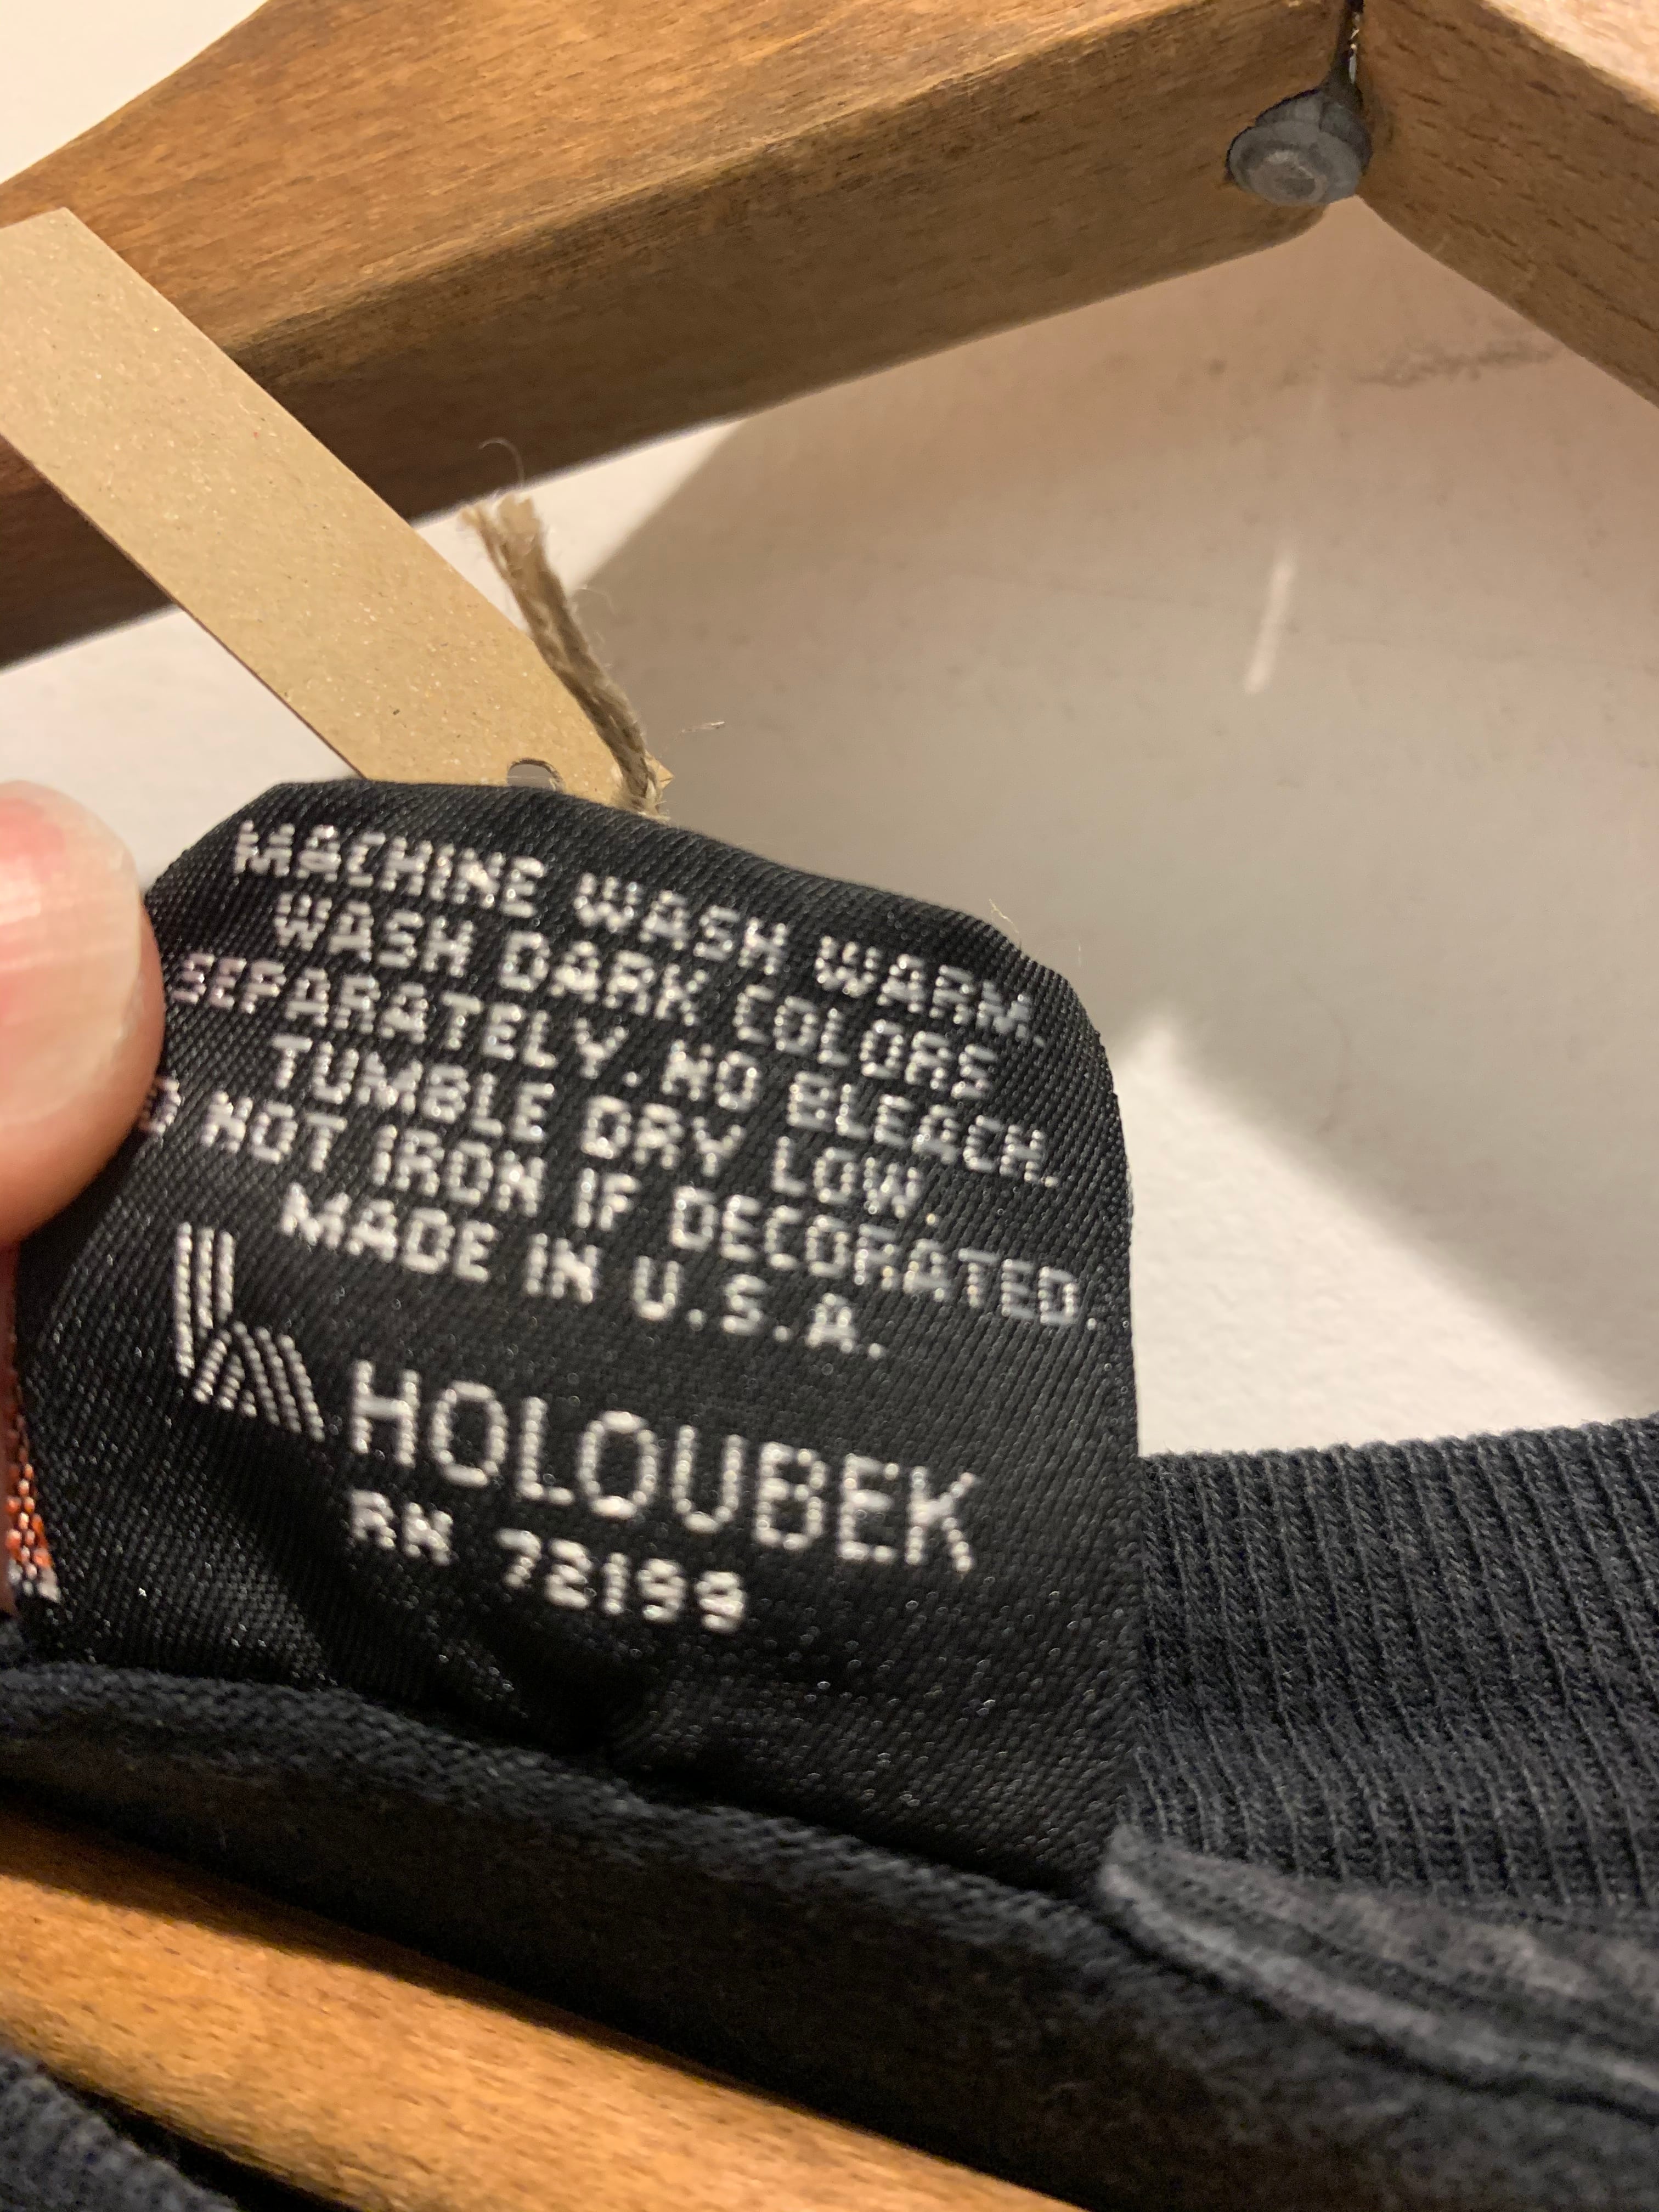 MACHINE WASH WARM.
WASH DARK COLORS
SEPARATELY. NO BLEACH.
TUMBLE DRY LOW.
O NOT IRON IF DECORATED.
MADE IN U.S.A.
HOLOUBEK
RN 72199